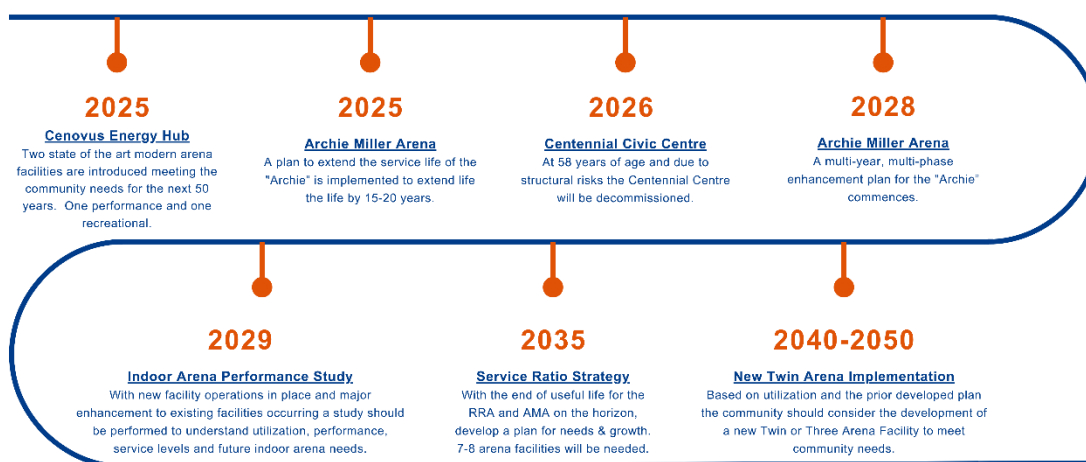 2025
Cenovus Energy Hub
Two state of the art modern arena
facilities are introduced meeting the
community needs for the next 50
years. One performance and one
recreational.
2025
Archie Miller Arena
A plan to extend the service life of the
"Archie" is implemented to extend life
the life by 15-20 years.
2026
Centennial Civic Centre
At 58 years of age and due to
structural risks the Centennial Centre
will be decommissioned.
2028
Archie Miller Arena
A multi-year, multi-phase
enhancement plan for the "Archie"
commences.
2029
Indoor Arena Performance Study
With new facility operations in place and major
enhancement to existing facilities occurring a study should
be performed to understand utilization, performance,
service levels and future indoor arena needs.
2035
Service Ratio Strategy
With the end of useful life for the
RRA and AMA on the horizon,
develop a plan for needs & growth.
7-8 arena facilities will be needed.
2040-2050
New Twin Arena Implementation
Based on utilization and the prior developed plan
the community should consider the development of
a new Twin or Three Arena Facility to meet
community needs.